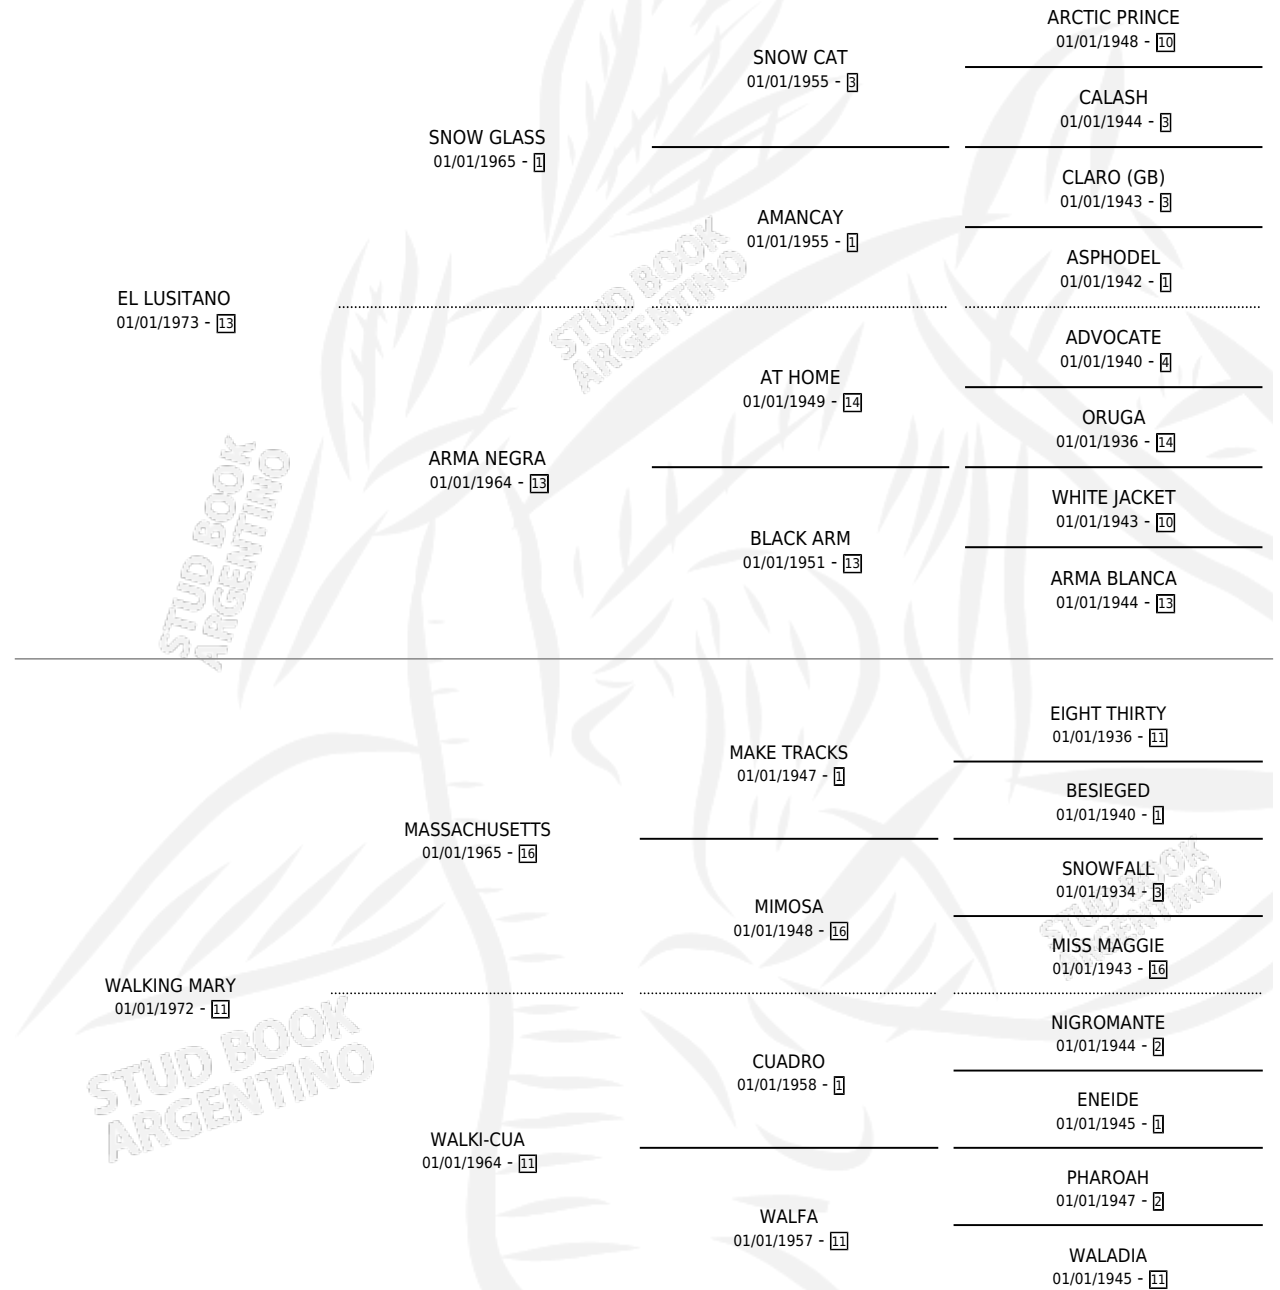 ARCTIC PRINCE
01/01/1948 - 10
SNOW CAT
01/01/1955 - 3
CALASH
01/01/1944 - 3
SNOW GLASS
01/01/1965 - 1
CLARO (GB)
01/01/1943 - 3
AMANCAY
01/01/1955 - 1
ASPHODEL
01/01/1942 - 1
EL LUSITANO
01/01/1973 - 13
ADVOCATE
01/01/1940 - 4
AT HOME
01/01/1949 - 14
ORUGA
01/01/1936 - 14
ARMA NEGRA
01/01/1964 - 13
WHITE JACKET
01/01/1943 - 10
BLACK ARM
01/01/1951 - 13
ARMA BLANCA
01/01/1944 - 13
EIGHT THIRTY
01/01/1936 - 11
MAKE TRACKS
01/01/1947 - 1
BESIEGED
01/01/1940 - 1
MASSACHUSETTS
01/01/1965 - 16
SNOWFALL
01/01/1934 - 3
MIMOSA
01/01/1948 - 16
MISS MAGGIE
01/01/1943 - 16
WALKING MARY
01/01/1972 - 11
NIGROMANTE
01/01/1944 - 2
CUADRO
01/01/1958 - 1
ENEIDE
01/01/1945 - 1
WALKI-CUA
01/01/1964 - 11
PHAROAH
01/01/1947 - 2
WALFA
01/01/1957 - 11
WALADIA
01/01/1945 - 11
STUD BOOK
ARGENTINO
STUD BOOK
ARGENTINO
STUD BOOK
ARGENTINO
STUD BOOK
ARGENTINO